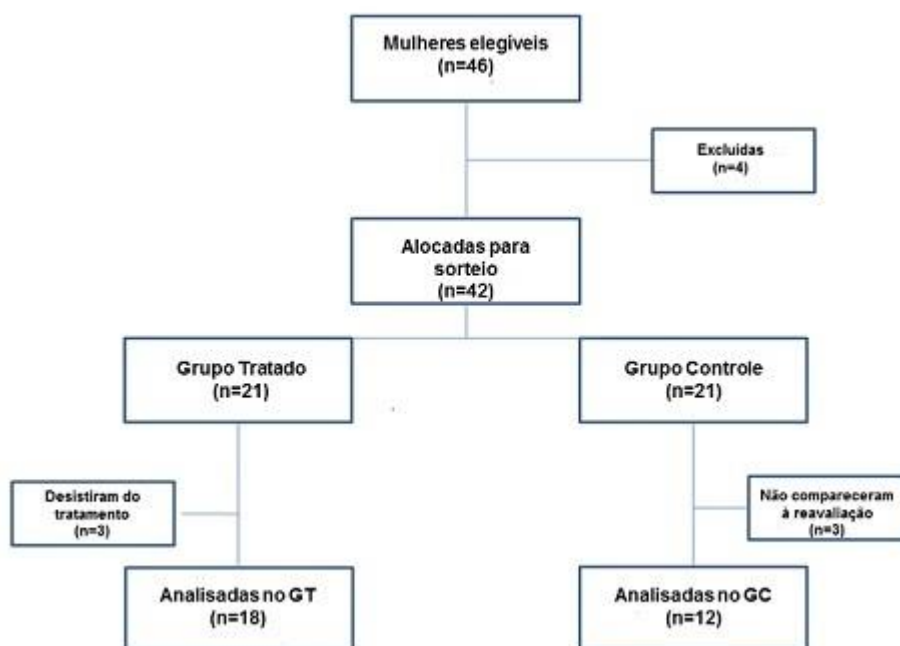 Mulheres elegíveis
(n=46)
Excluídas
(n=4)
Alocadas para
sorteio
(n=42)
Grupo Tratado
(n=21)
Grupo Controle
(n=21)
Desistiram do
tratamento
(n=3)
Não compareceram
à reavaliação
(n=3)
Analisadas no GT
(n=18)
Analisadas no GC
(n=12)